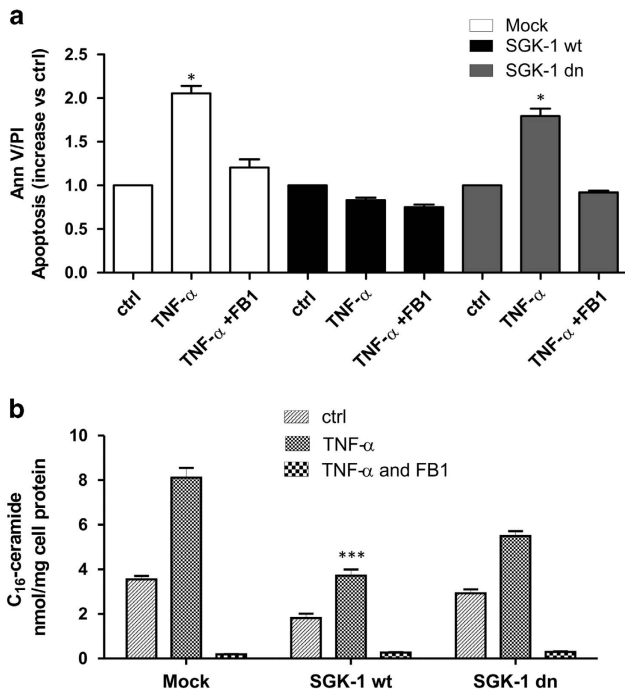 a
Mock
SGK-1 wt
SGK-1 dn
Ann V/PI
Apoptosis (increase vs ctrl)
2.5
2.0
1.5
1.0
0.5
0.0
*
*
ctrl
TNF-α
TNF-α +FB1
ctrl
TNF-α
TNF-α +FB1
ctrl
TNF-α
TNF-α +FB1
b
ctrl
TNF-α
TNF-α and FB1
C₁₆-ceramide
nmol/mg cell protein
10
8
6
4
2
0
***
Mock
SGK-1 wt
SGK-1 dn